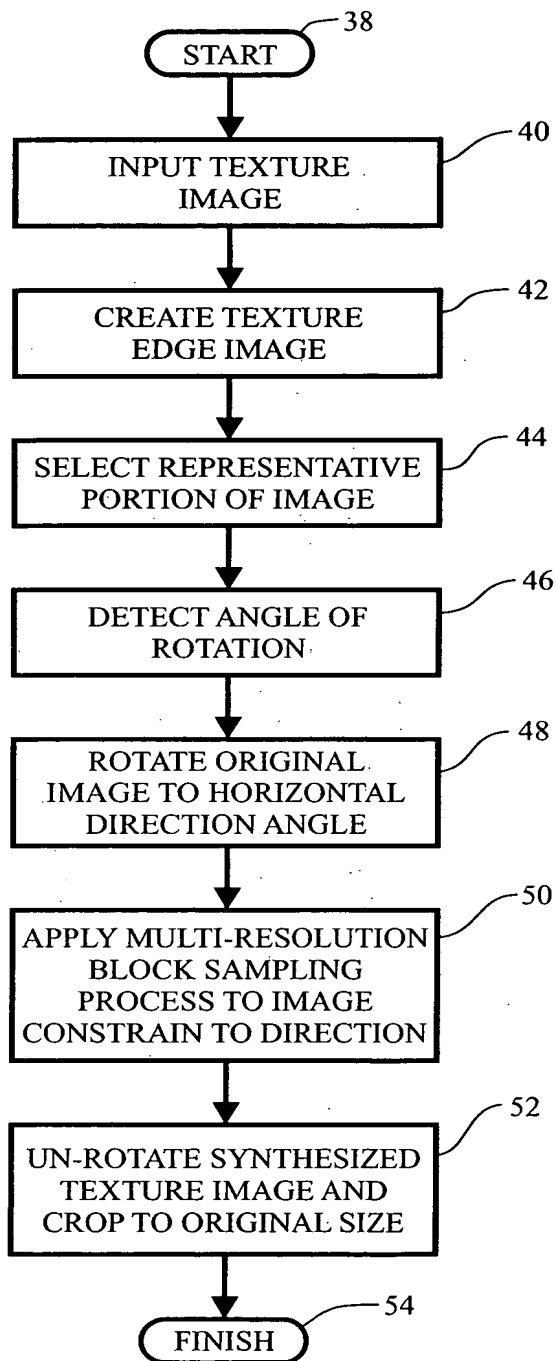 38
START
40
INPUT TEXTURE
IMAGE
42
CREATE TEXTURE
EDGE IMAGE
44
SELECT REPRESENTATIVE
PORTION OF IMAGE
46
DETECT ANGLE OF
ROTATION
48
ROTATE ORIGINAL
IMAGE TO HORIZONTAL
DIRECTION ANGLE
50
APPLY MULTI-RESOLUTION
BLOCK SAMPLING
PROCESS TO IMAGE
CONSTRAIN TO DIRECTION
52
UN-ROTATE SYNTHESIZED
TEXTURE IMAGE AND
CROP TO ORIGINAL SIZE
54
FINISH